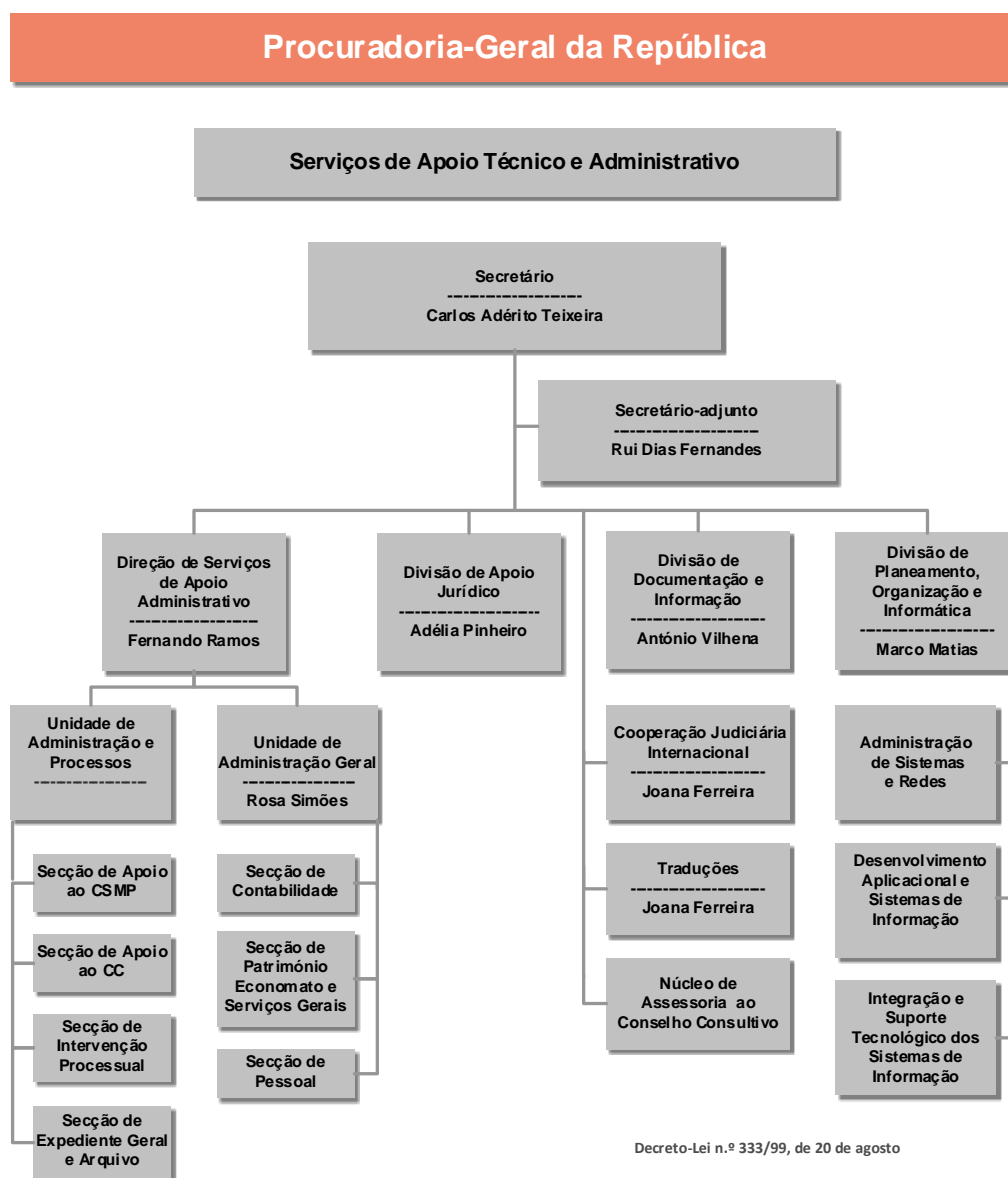 Procuradoria-Geral da República
Serviços de Apoio Técnico e Administrativo
Secretário
------------------------
Carlos Adérito Teixeira
Secretário-adjunto
--------------------------
Rui Dias Fernandes
Direção de Serviços
de Apoio
Administrativo
-----------------------
Fernando Ramos
Divisão de Apoio
Jurídico
-------------------------
Adélia Pinheiro
Divisão de
Documentação e
Informação
------------------------
António Vilhena
Divisão de
Planeamento,
Organização e
Informática
------------------------
Marco Matias
Unidade de
Administração e
Processos
--------------------
Unidade de
Administração Geral
--------------------
Rosa Simões
Cooperação Judiciária
Internacional
------------------------
Joana Ferreira
Administração
de Sistemas
e Redes
Secção de Apoio
ao CSMP
Secção de
Contabilidade
Traduções
------------------------
Joana Ferreira
Desenvolvimento
Aplicacional e
Sistemas de
Informação
Secção de Apoio
ao CC
Secção de
Património
Economato e
Serviços Gerais
Núcleo de
Assessoria ao
Conselho Consultivo
Integração e
Suporte
Tecnológico dos
Sistemas de
Informação
Secção de
Intervenção
Processual
Secção de
Pessoal
Secção de
Expediente Geral
e Arquivo
Decreto-Lei n.º 333/99, de 20 de agosto